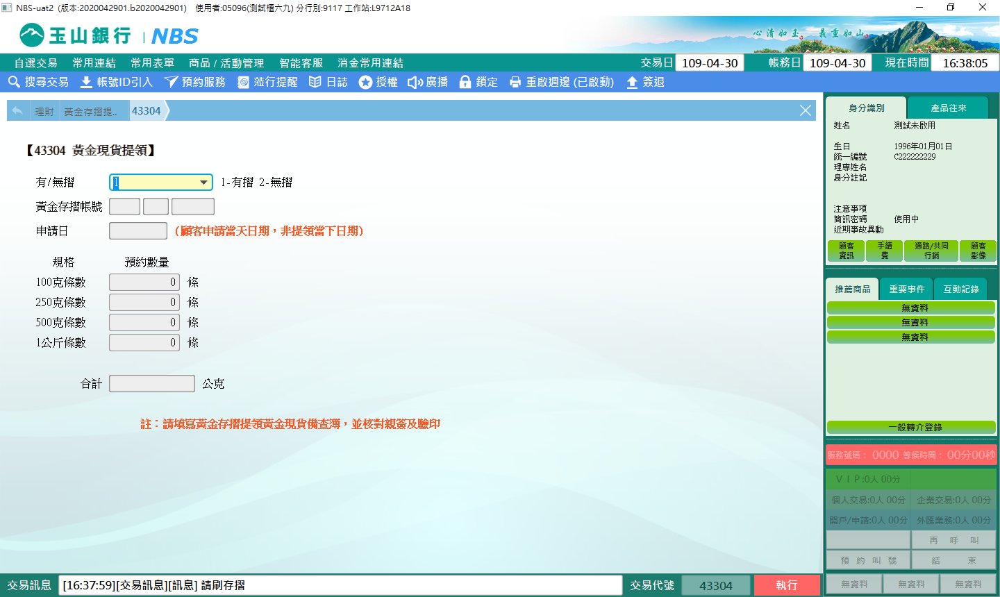 NBS-uat2 (版本:2020042901.b2020042901) 使用者:05096(測試櫃六九) 分行別:9117 工作站:L9712A18
玉山銀行 NBS
心清如玉。 義重如山。
自選交易 常用連結 常用表單 商品 / 活動管理 智能客服 消金常用連結 交易日 109-04-30 帳務日 109-04-30 現在時間 16:38:05
搜尋交易 帳號ID引入 預約服務 蒞行提醒 日誌 授權 廣播 鎖定 重啟週邊 (已啟動) 簽退
理財 黃金存摺提.. 43304
【43304 黃金現貨提領】
有/無摺 1 1-有摺 2-無摺
黃金存摺帳號
申請日 (顧客申請當天日期，非提領當下日期)
規格 預約數量
100克條數 0 條
250克條數 0 條
500克條數 0 條
1公斤條數 0 條
合計 公克
註：請填寫黃金存摺提領黃金現貨備查簿，並核對親簽及驗印
交易訊息 [16:37:59][交易訊息][訊息] 請刷存摺 交易代號 43304 執行
身分識別 產品往來
姓名 測試未啟用
生日 1996年01月01日
統一編號 C222222229
理專姓名
身分註記
注意事項
簡訊密碼 使用中
近期事故異動
顧客資訊 手續費 通路/共同行銷 顧客影像
推薦商品 重要事件 互動記錄
無資料
無資料
無資料
一般轉介登錄
服務號碼： 0000 等候時間： 00分00秒
ＶＩＰ:0人 00分
個人交易:0人 00分 企業交易:0人 00分
開戶/申請:0人 00分 外匯業務:0人 00分
再 呼 叫
預 約 叫 號 結 束
無資料 無資料 無資料